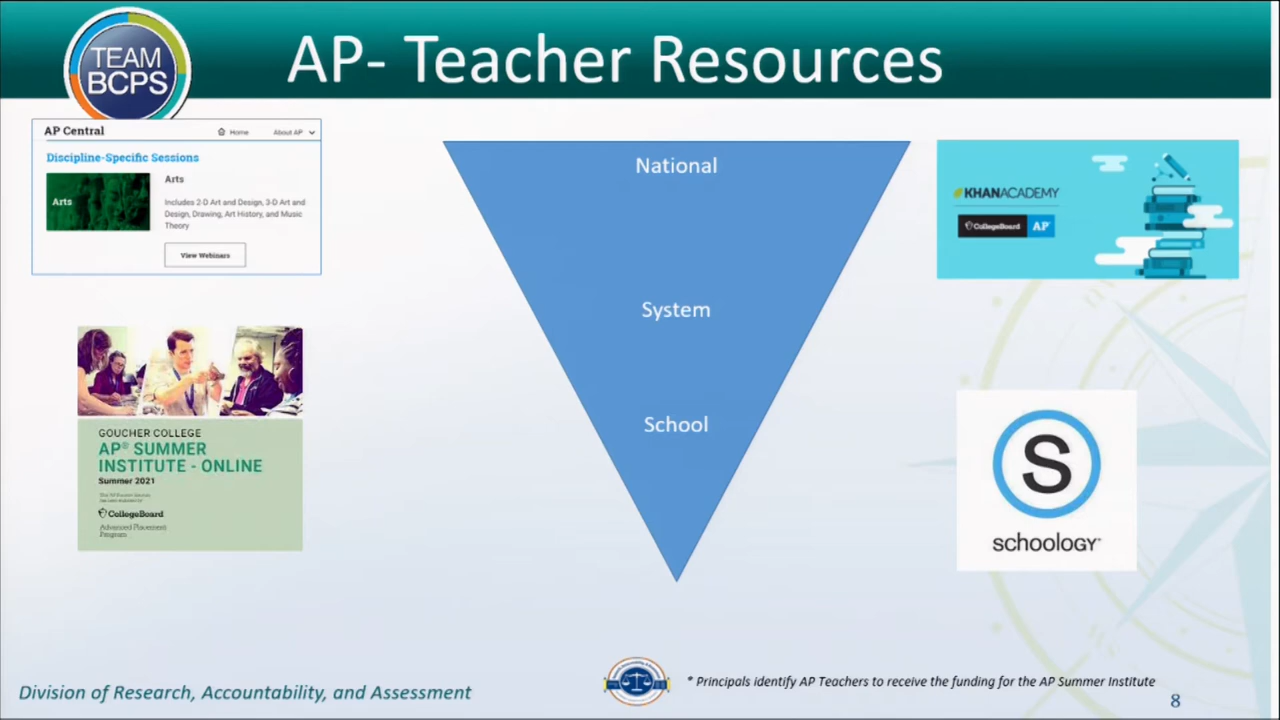 TEAM
BCPS
AP- Teacher Resources
AP Central
Home
About AP
Discipline-Specific Sessions
Arts
Arts
Includes 2-D Art and Design, 3-D Art and
Design, Drawing, Art History, and Music
Theory
View Webinars
National
System
School
KHANACADEMY
CollegeBoard
AP
GOUCHER COLLEGE
AP® SUMMER
INSTITUTE - ONLINE
Summer 2021
CollegeBoard
Advanced Placement
Program
S
schoology
Division of Research, Accountability, and Assessment
* Principals identify AP Teachers to receive the funding for the AP Summer Institute
8